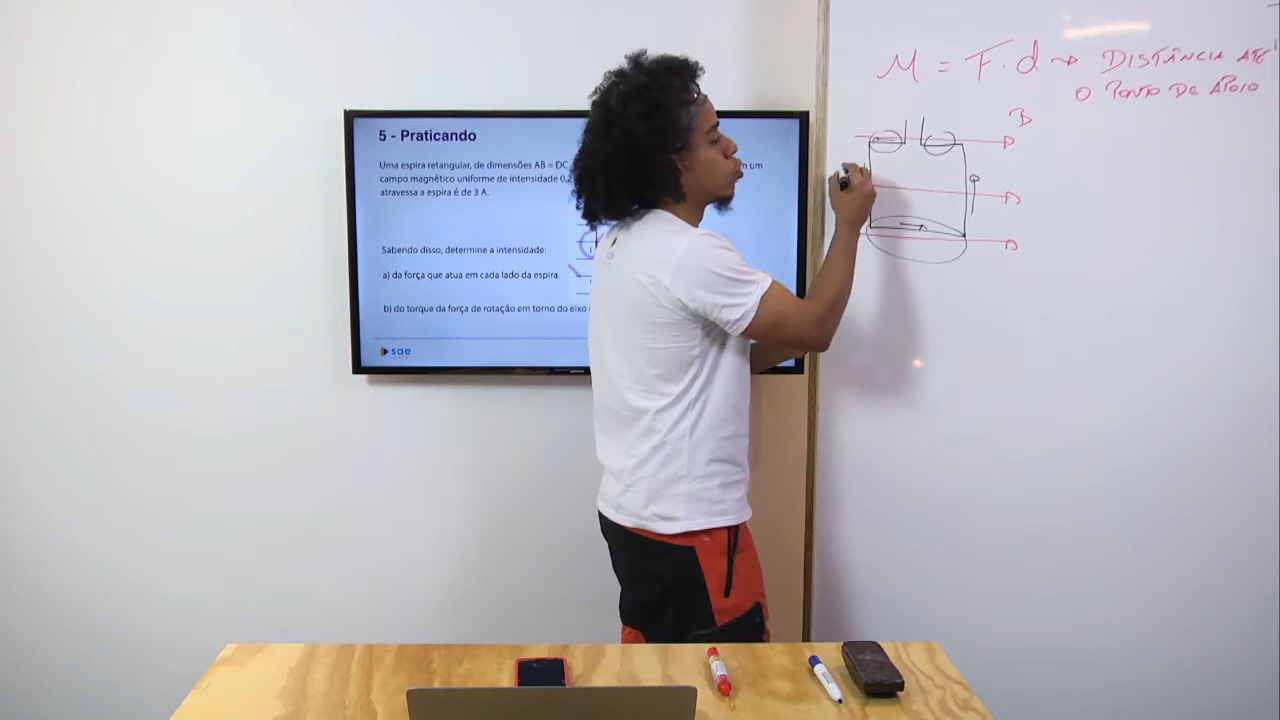 5 - Praticando
Uma espira retangular, de dimensões AB = DC
m um
campo magnético uniforme de intensidade 0,2
atravessa a espira é de 3 A.
Sabendo disso, determine a intensidade:
a) da força que atua em cada lado da espira.
b) do torque da força de rotação em torno do eixo
sae
M = F. d → DISTÂNCIA ATÉ
O PONTO DE APOIO
B